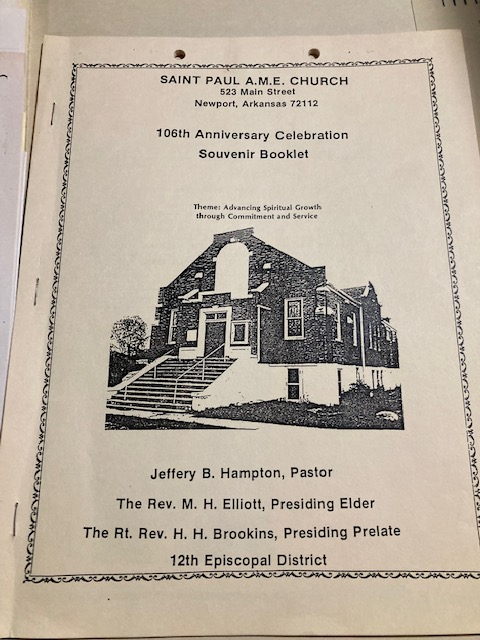 SAINT PAUL A.M.E. CHURCH
523 Main Street
Newport, Arkansas 72112
106th Anniversary Celebration
Souvenir Booklet
Theme: Advancing Spiritual Growth
through Commitment and Service
Jeffery B. Hampton, Pastor
The Rev. M. H. Elliott, Presiding Elder
The Rt. Rev. H. H. Brookins, Presiding Prelate
12th Episcopal District